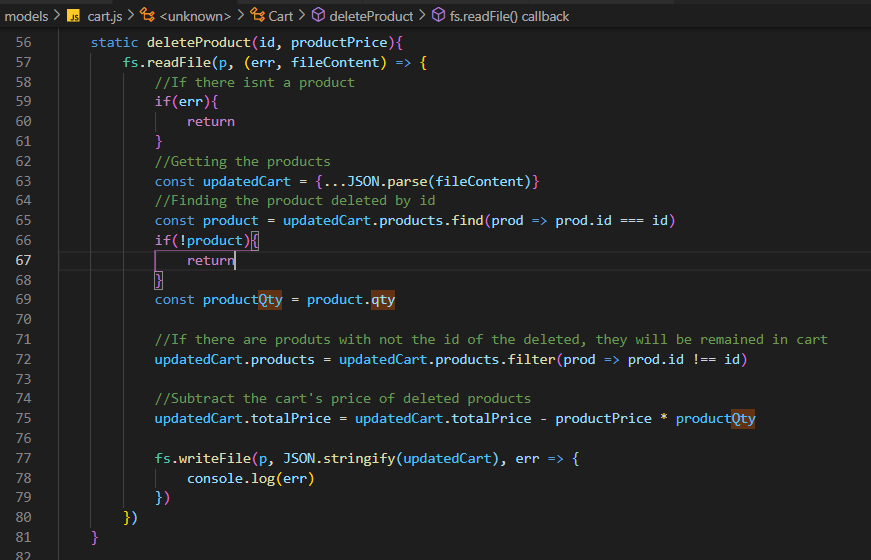 models > JS cart.js > <unknown> > Cart > deleteProduct > fs.readFile() callback
56 static deleteProduct(id, productPrice){
57 fs.readFile(p, (err, fileContent) => {
58 //If there isnt a product
59 if(err){
60 return
61 }
62 //Getting the products
63 const updatedCart = {...JSON.parse(fileContent)}
64 //Finding the product deleted by id
65 const product = updatedCart.products.find(prod => prod.id === id)
66 if(!product){
67 return
68 }
69 const productQty = product.qty
70
71 //If there are produts with not the id of the deleted, they will be remained in cart
72 updatedCart.products = updatedCart.products.filter(prod => prod.id !== id)
73
74 //Subtract the cart's price of deleted products
75 updatedCart.totalPrice = updatedCart.totalPrice - productPrice * productQty
76
77 fs.writeFile(p, JSON.stringify(updatedCart), err => {
78 console.log(err)
79 })
80 })
81 }
82